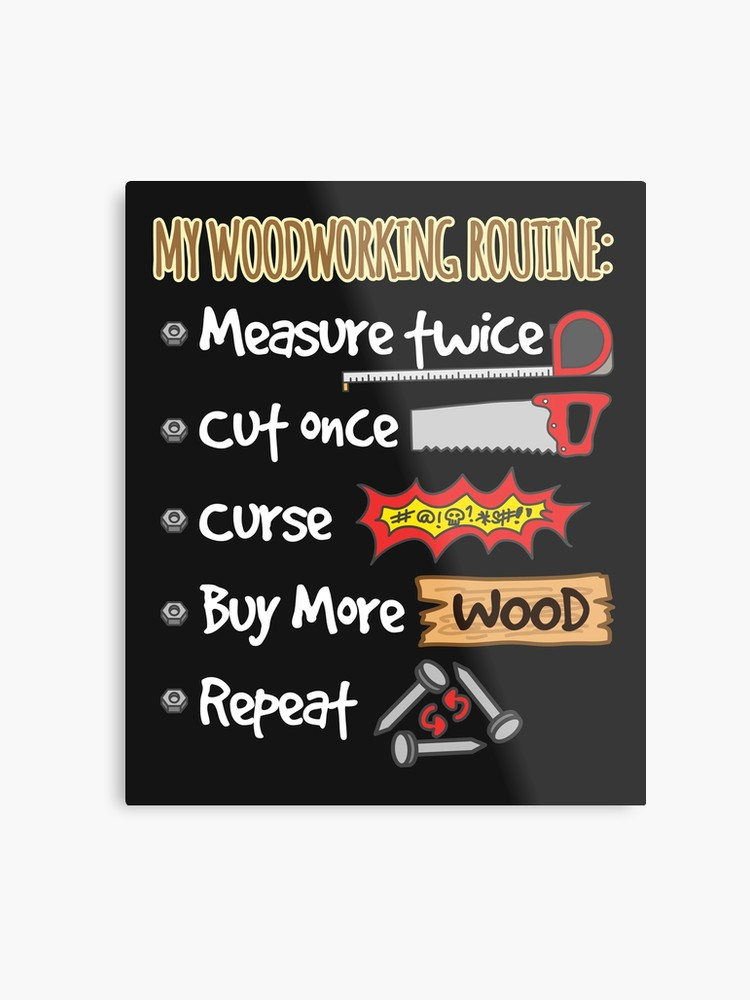 MY WOODWORKING ROUTINE:
Measure twice
cut once
curse #@!@?*$#!!
Buy More WOOD
Repeat